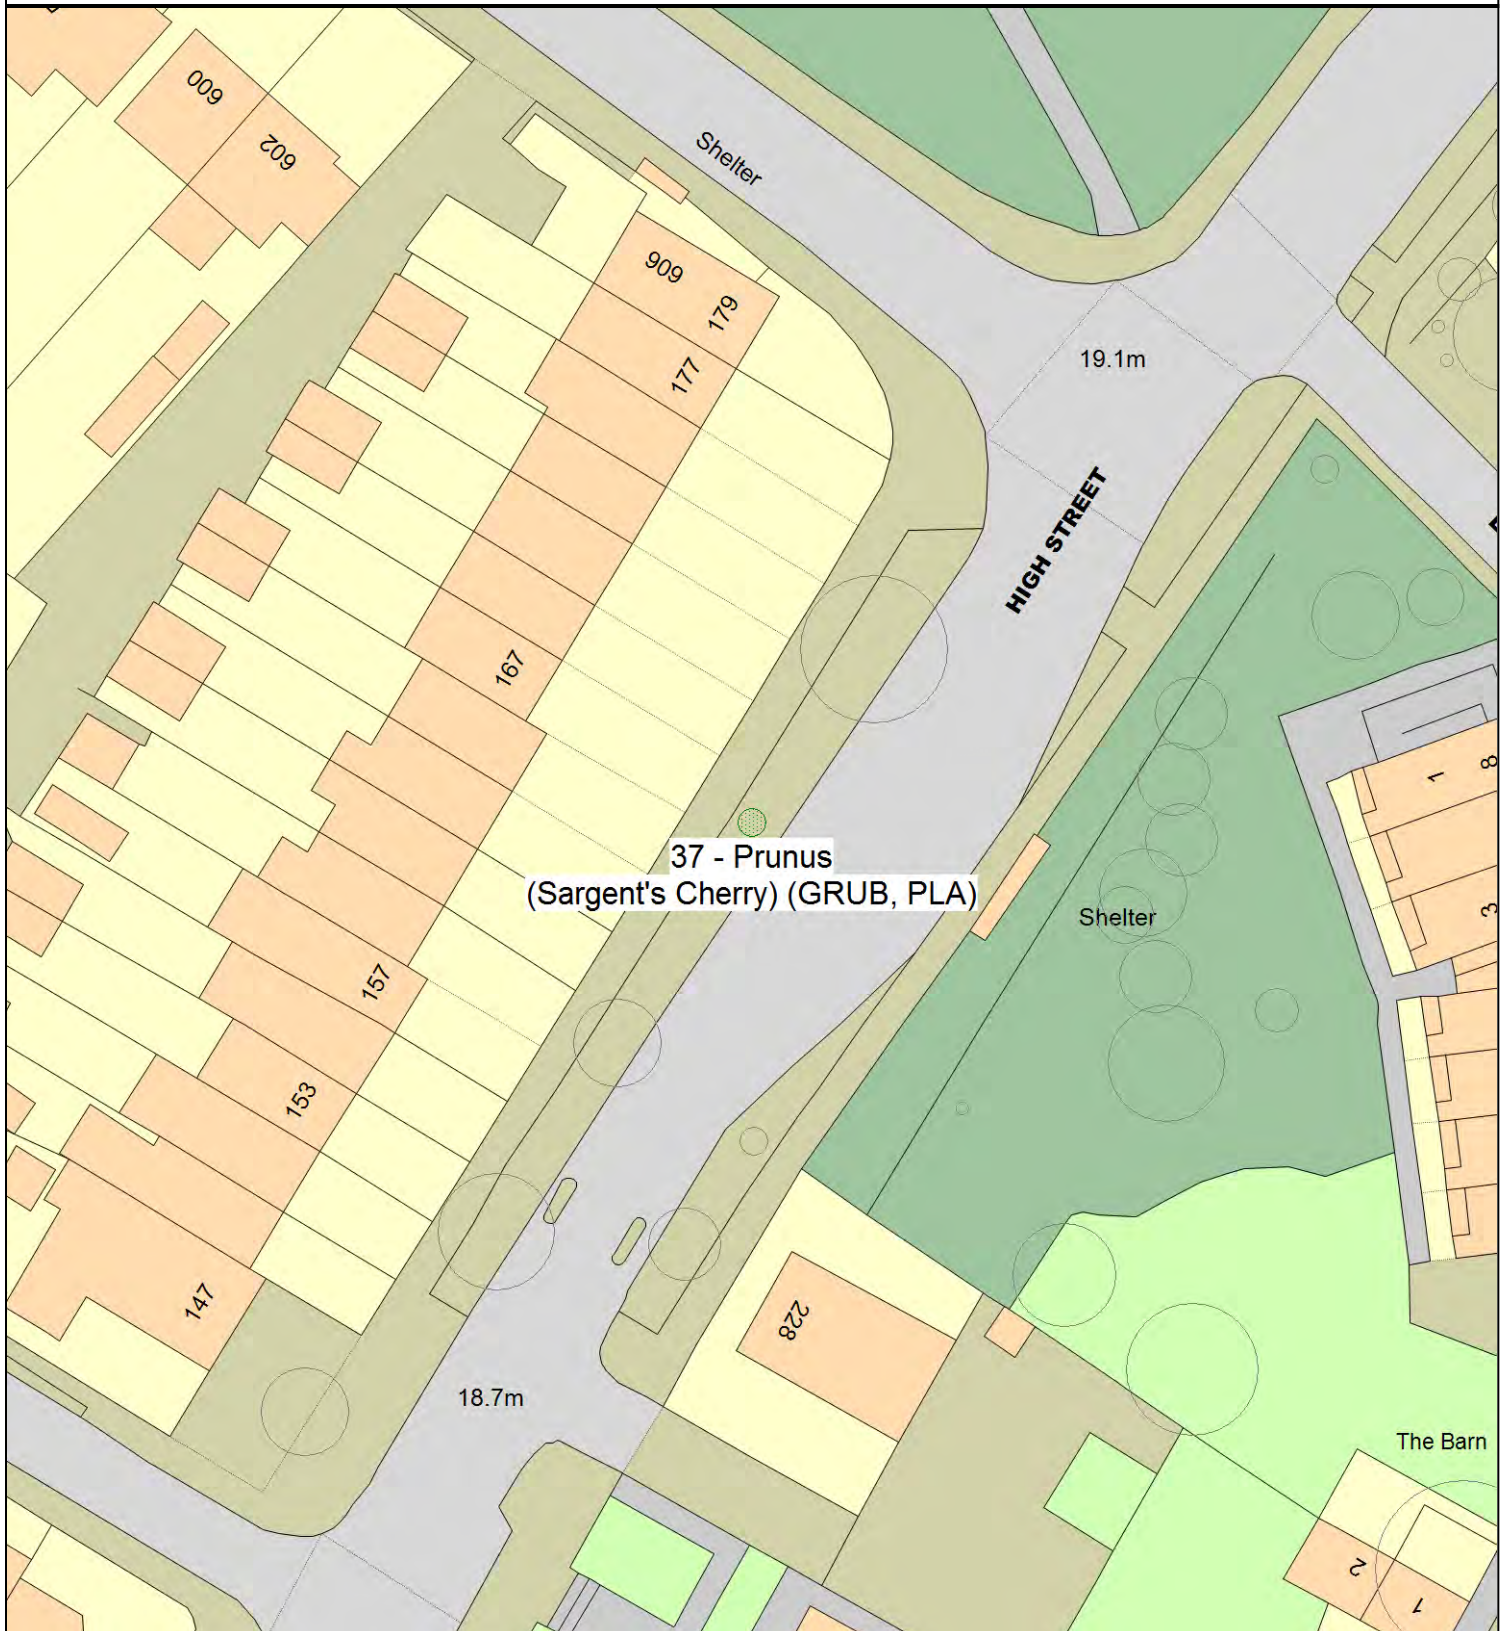 600
602
Shelter
606
179
177
19.1m
HIGH STREET
167
1
8
37 - Prunus
(Sargent's Cherry) (GRUB, PLA)
Shelter
3
157
153
147
228
18.7m
The Barn
2
1